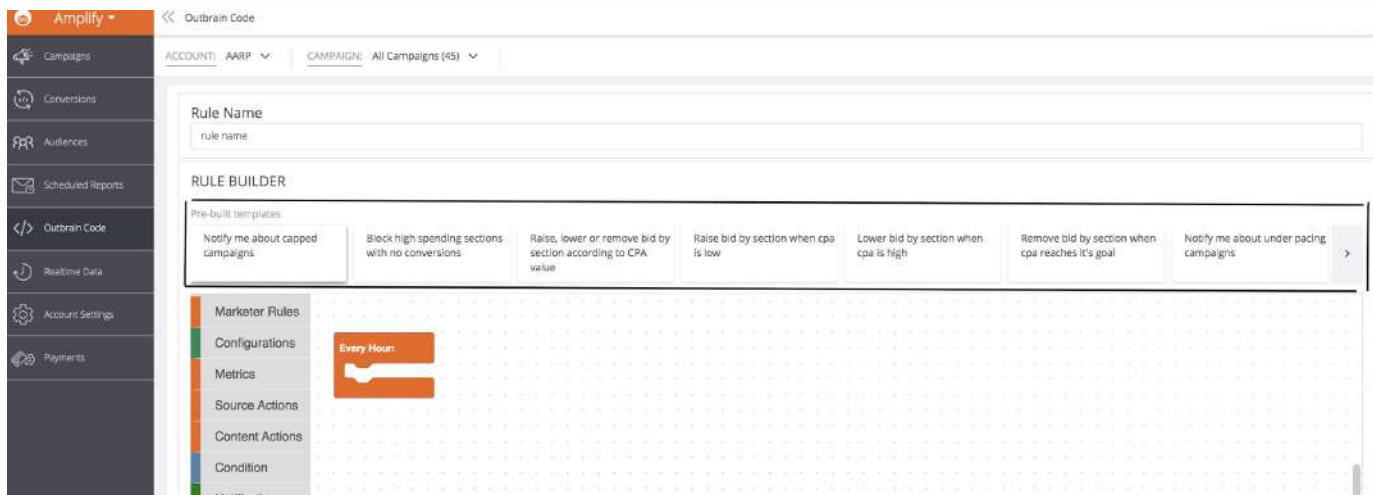 Amplify
Outbrain Code
Campaigns
ACCOUNT: AARP
CAMPAIGN: All Campaigns (45)
Conversions
Audiences
Scheduled Reports
Outbrain Code
Realtime Data
Account Settings
Payments
Rule Name
rule name
RULE BUILDER
Pre-built templates
Notify me about capped
campaigns
Block high spending sections
with no conversions
Raise, lower or remove bid by
section according to CPA
value
Raise bid by section when cpa
is low
Lower bid by section when
cpa is high
Remove bid by section when
cpa reaches it's goal
Notify me about under pacing
campaigns
Marketer Rules
Configurations
Metrics
Source Actions
Content Actions
Condition
Every Hour: